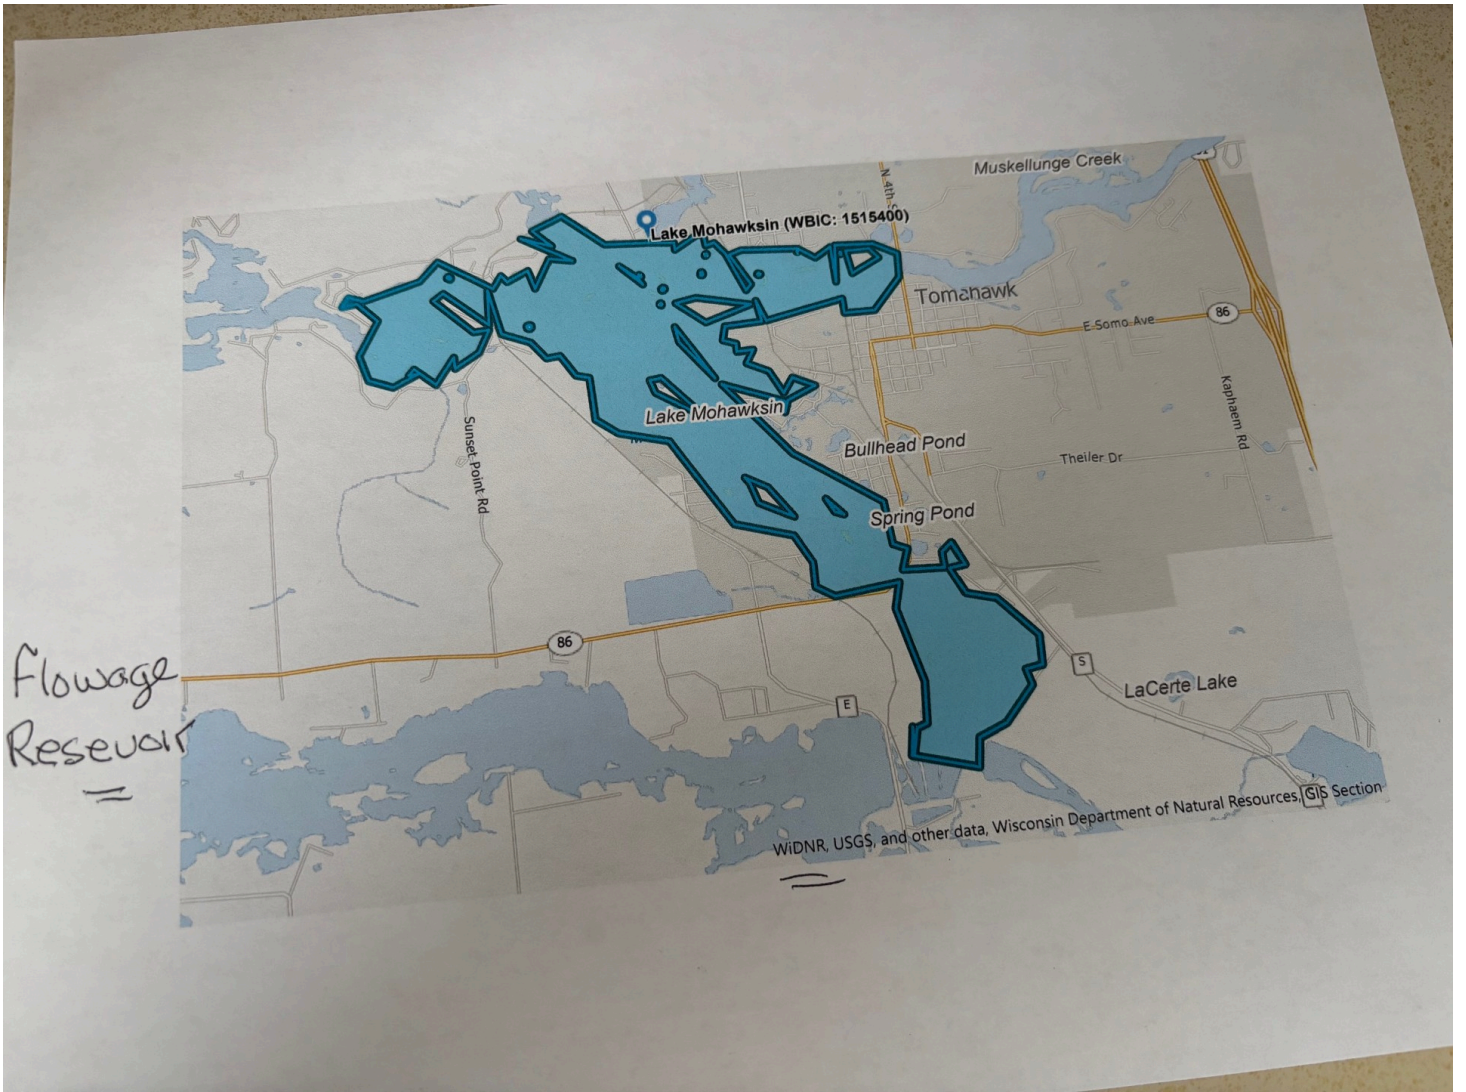 Muskellunge Creek
N 4th S
Lake Mohawksin (WBIC: 1515400)
Tomahawk
E Somo Ave
86
Kaphaem Rd
Lake Mohawksin
Sunset Point Rd
Bullhead Pond
Theiler Dr
Spring Pond
86
S
Flowage
Resevoir
E
LaCerte Lake
WiDNR, USGS, and other data, Wisconsin Department of Natural Resources, GIS Section